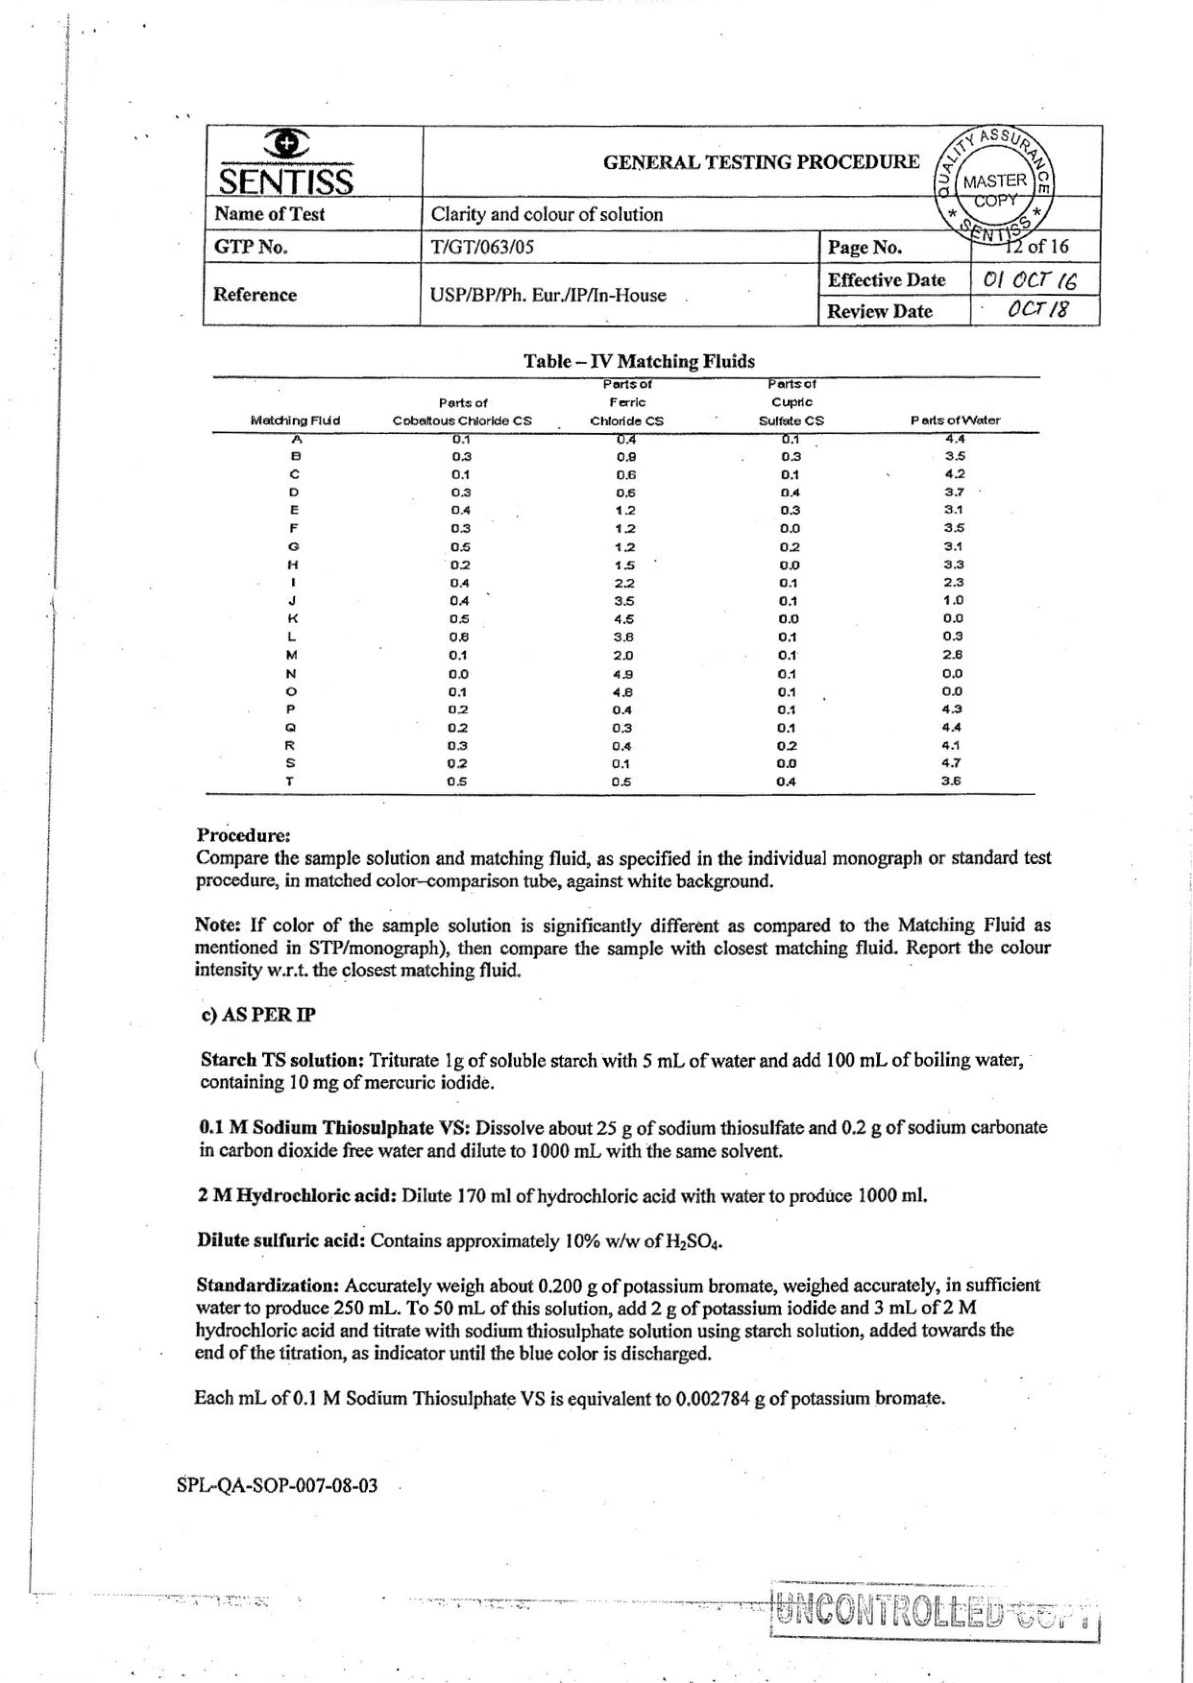 SENTISS
GENERAL TESTING PROCEDURE
QUALITY ASSURANCE
MASTER
COPY
* SENTISS *
Name of Test Clarity and colour of solution
GTP No. T/GT/063/05 Page No. 12 of 16
Reference USP/BP/Ph. Eur./IP/In-House Effective Date 01 OCT 16
Review Date OCT 18
Table – IV Matching Fluids
Parts of Parts of
Parts of Ferric Cupric
Matching Fluid Cobaltous Chloride CS Chloride CS Sulfate CS Parts of Water
A 0.1 0.4 0.1 4.4
B 0.3 0.9 0.3 3.5
C 0.1 0.6 0.1 4.2
D 0.3 0.6 0.4 3.7
E 0.4 1.2 0.3 3.1
F 0.3 1.2 0.0 3.5
G 0.5 1.2 0.2 3.1
H 0.2 1.5 0.0 3.3
I 0.4 2.2 0.1 2.3
J 0.4 3.5 0.1 1.0
K 0.5 4.5 0.0 0.0
L 0.8 3.8 0.1 0.3
M 0.1 2.0 0.1 2.8
N 0.0 4.9 0.1 0.0
O 0.1 4.8 0.1 0.0
P 0.2 0.4 0.1 4.3
Q 0.2 0.3 0.1 4.4
R 0.3 0.4 0.2 4.1
S 0.2 0.1 0.0 4.7
T 0.5 0.5 0.4 3.6
Procedure:
Compare the sample solution and matching fluid, as specified in the individual monograph or standard test
procedure, in matched color–comparison tube, against white background.
Note: If color of the sample solution is significantly different as compared to the Matching Fluid as
mentioned in STP/monograph), then compare the sample with closest matching fluid. Report the colour
intensity w.r.t. the closest matching fluid.
c) AS PER IP
Starch TS solution: Triturate 1g of soluble starch with 5 mL of water and add 100 mL of boiling water,
containing 10 mg of mercuric iodide.
0.1 M Sodium Thiosulphate VS: Dissolve about 25 g of sodium thiosulfate and 0.2 g of sodium carbonate
in carbon dioxide free water and dilute to 1000 mL with the same solvent.
2 M Hydrochloric acid: Dilute 170 ml of hydrochloric acid with water to produce 1000 ml.
Dilute sulfuric acid: Contains approximately 10% w/w of H₂SO₄.
Standardization: Accurately weigh about 0.200 g of potassium bromate, weighed accurately, in sufficient
water to produce 250 mL. To 50 mL of this solution, add 2 g of potassium iodide and 3 mL of 2 M
hydrochloric acid and titrate with sodium thiosulphate solution using starch solution, added towards the
end of the titration, as indicator until the blue color is discharged.
Each mL of 0.1 M Sodium Thiosulphate VS is equivalent to 0.002784 g of potassium bromate.
SPL-QA-SOP-007-08-03
UNCONTROLLED COPY